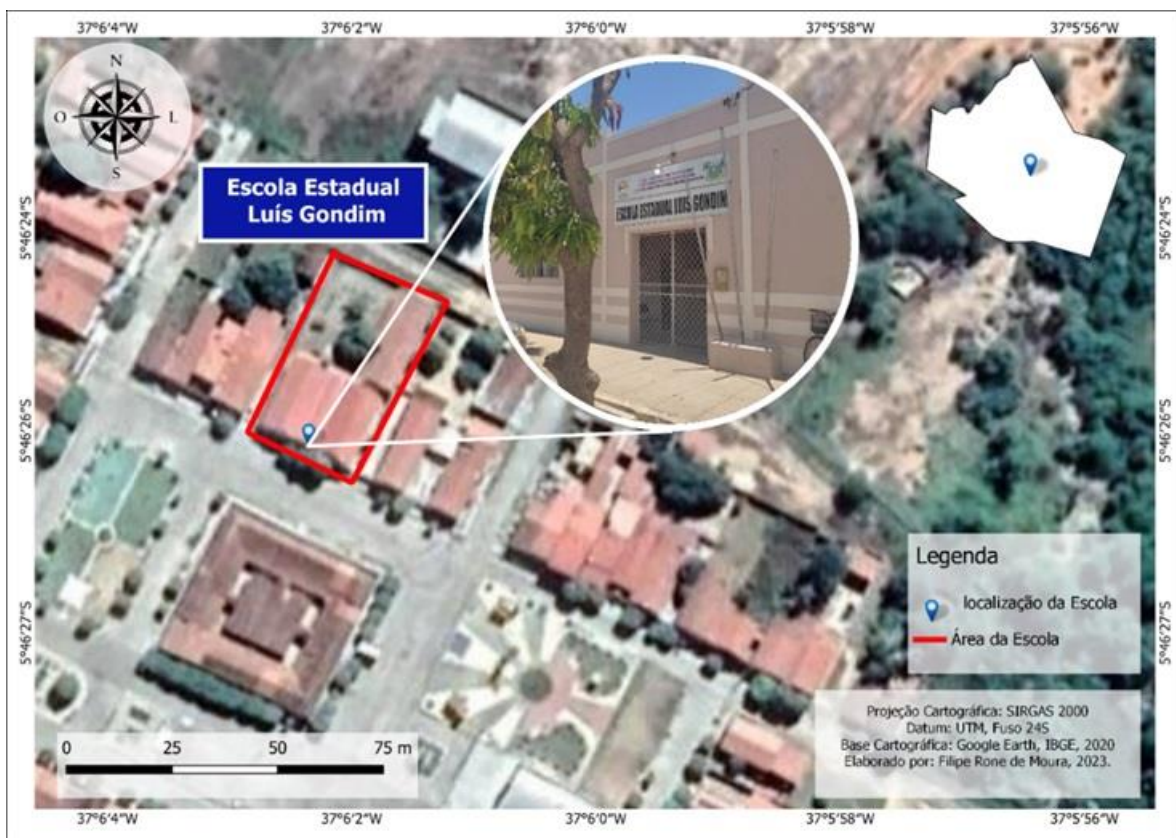 37°6'4"W 37°6'2"W 37°6'0"W 37°5'58"W 37°5'56"W
N
O L
S
Escola Estadual
Luís Gondim
ESCOLA ESTADUAL LUÍS GONDIN
5°46'24"S 5°46'24"S
5°46'26"S 5°46'26"S
5°46'27"S 5°46'27"S
Legenda
localização da Escola
Área da Escola
Projeção Cartográfica: SIRGAS 2000
Datum: UTM, Fuso 24S
Base Cartográfica: Google Earth, IBGE, 2020
Elaborado por: Filipe Rone de Moura, 2023.
0 25 50 75 m
37°6'4"W 37°6'2"W 37°6'0"W 37°5'58"W 37°5'56"W